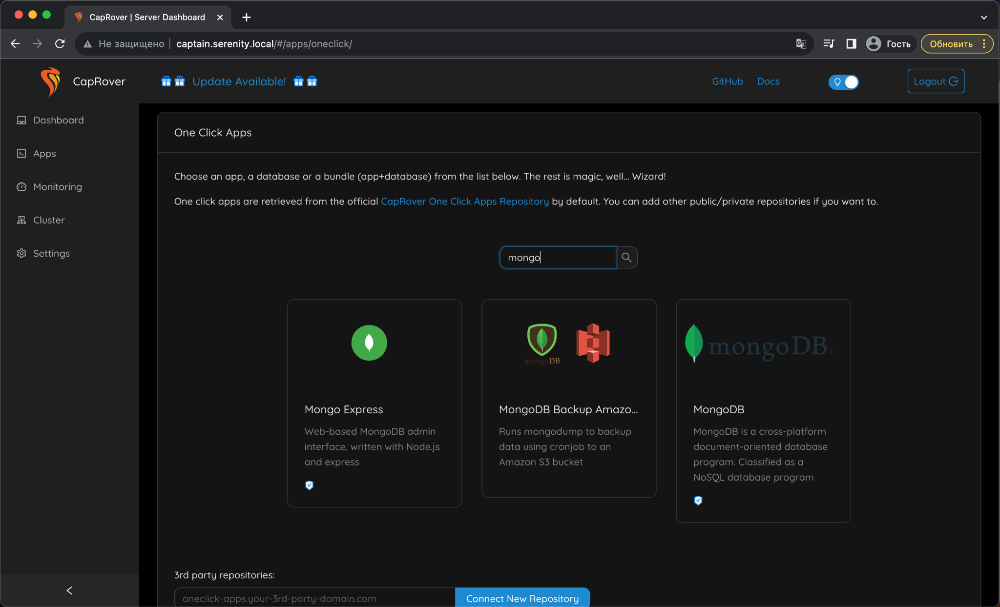 CapRover | Server Dashboard
Не защищено
captain.serenity.local/#/apps/oneclick/
Гость
Обновить
CapRover
Update Available!
GitHub
Docs
Logout
Dashboard
Apps
Monitoring
Cluster
Settings
One Click Apps
Choose an app, a database or a bundle (app+database) from the list below. The rest is magic, well... Wizard!
One click apps are retrieved from the official CapRover One Click Apps Repository by default. You can add other public/private repositories if you want to.
mongo
mongoDB
mongoDB®
Mongo Express
Web-based MongoDB admin
interface, written with Node.js
and express
MongoDB Backup Amazo...
Runs mongodump to backup
data using cronjob to an
Amazon S3 bucket
MongoDB
MongoDB is a cross-platform
document-oriented database
program. Classified as a
NoSQL database program
3rd party repositories:
oneclick-apps.your-3rd-party-domain.com
Connect New Repository